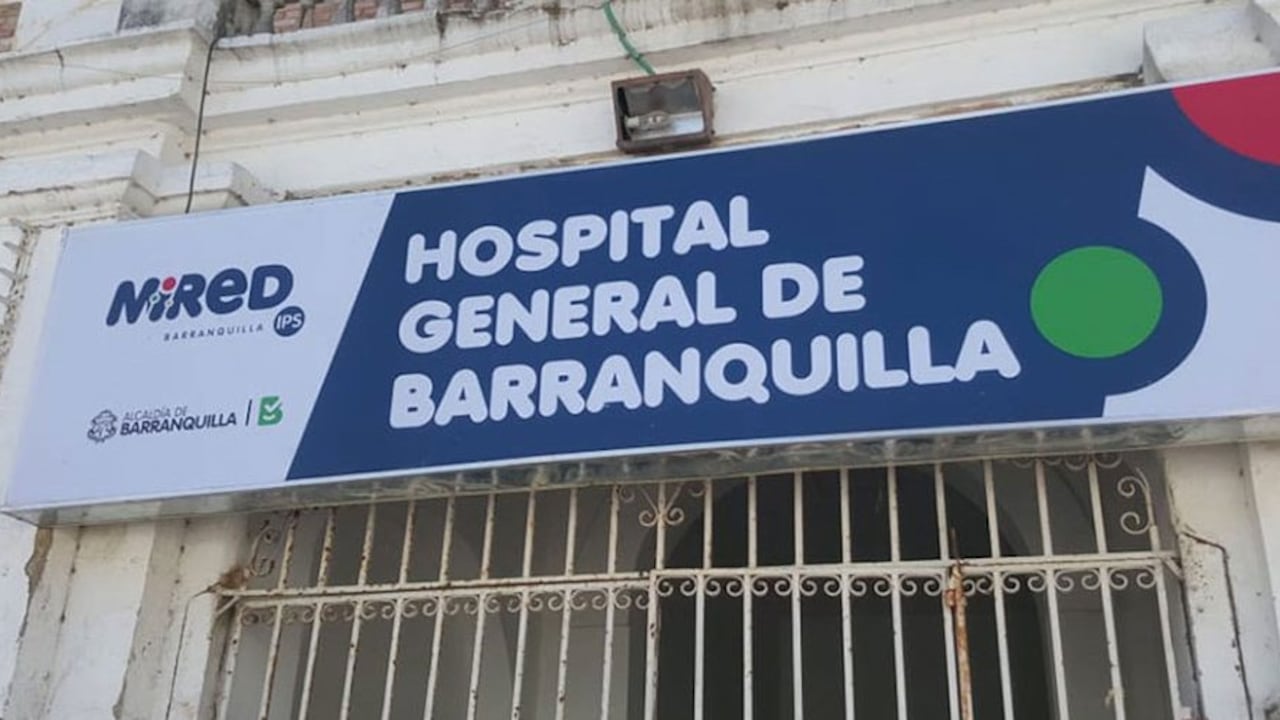 MiRED
BARRANQUILLA IPS
ALCALDÍA DE
BARRANQUILLA
HOSPITAL
GENERAL DE
BARRANQUILLA